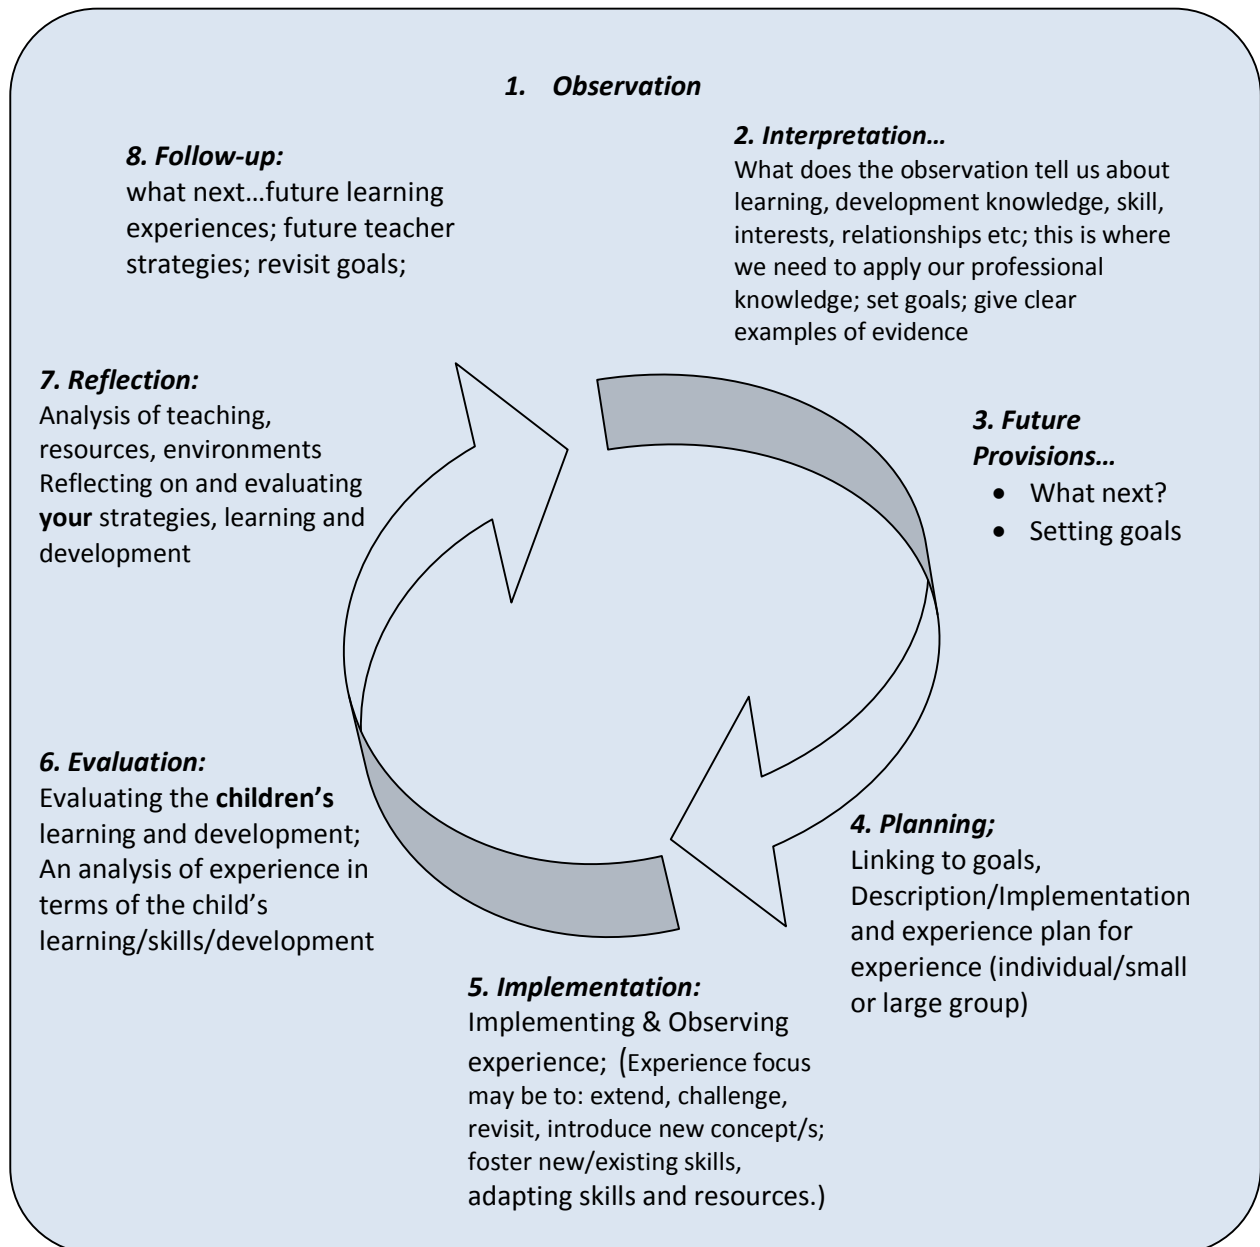 1. Observation
2. Interpretation…
What does the observation tell us about
learning, development knowledge, skill,
interests, relationships etc; this is where
we need to apply our professional
knowledge; set goals; give clear
examples of evidence
3. Future
Provisions…
• What next?
• Setting goals
4. Planning;
Linking to goals,
Description/Implementation
and experience plan for
experience (individual/small
or large group)
5. Implementation:
Implementing & Observing
experience; (Experience focus
may be to: extend, challenge,
revisit, introduce new concept/s;
foster new/existing skills,
adapting skills and resources.)
6. Evaluation:
Evaluating the children’s
learning and development;
An analysis of experience in
terms of the child’s
learning/skills/development
7. Reflection:
Analysis of teaching,
resources, environments
Reflecting on and evaluating
your strategies, learning and
development
8. Follow-up:
what next…future learning
experiences; future teacher
strategies; revisit goals;